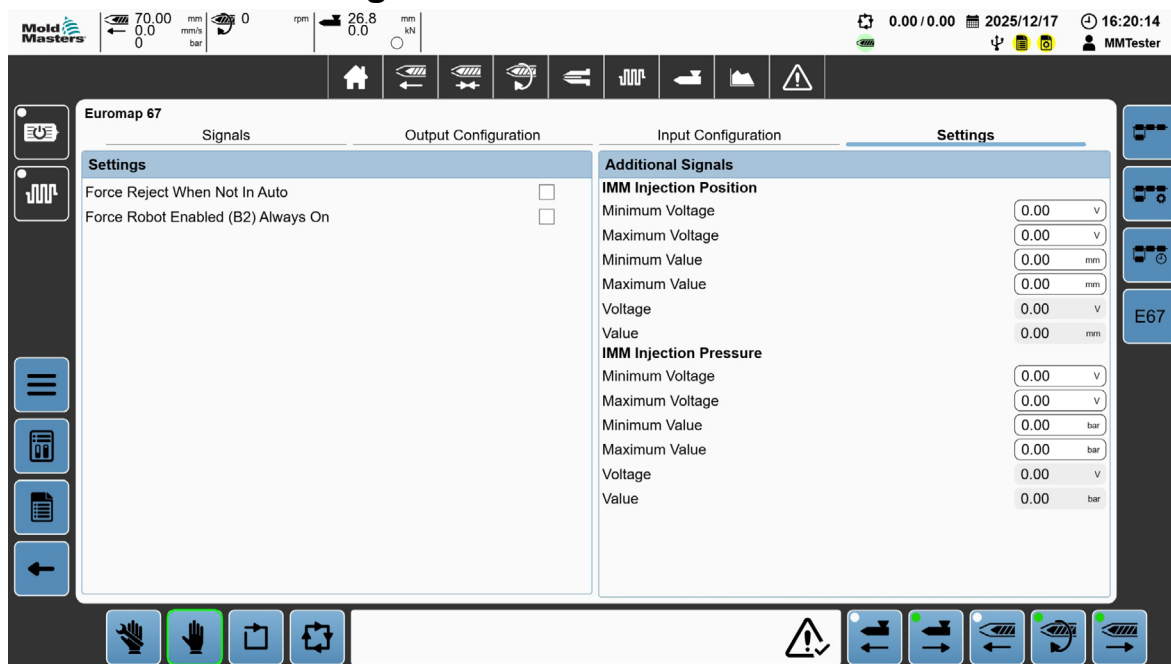 Mold Masters
70.00 mm
0.0 mm/s
0 bar
0 rpm
26.8 mm
0.0 kN
0.00 / 0.00
2025/12/17
16:20:14
MMTester
Euromap 67
Signals
Output Configuration
Input Configuration
Settings
Settings
Force Reject When Not In Auto
Force Robot Enabled (B2) Always On
Additional Signals
IMM Injection Position
Minimum Voltage 0.00 V
Maximum Voltage 0.00 V
Minimum Value 0.00 mm
Maximum Value 0.00 mm
Voltage 0.00 V
Value 0.00 mm
IMM Injection Pressure
Minimum Voltage 0.00 V
Maximum Voltage 0.00 V
Minimum Value 0.00 bar
Maximum Value 0.00 bar
Voltage 0.00 V
Value 0.00 bar
E67